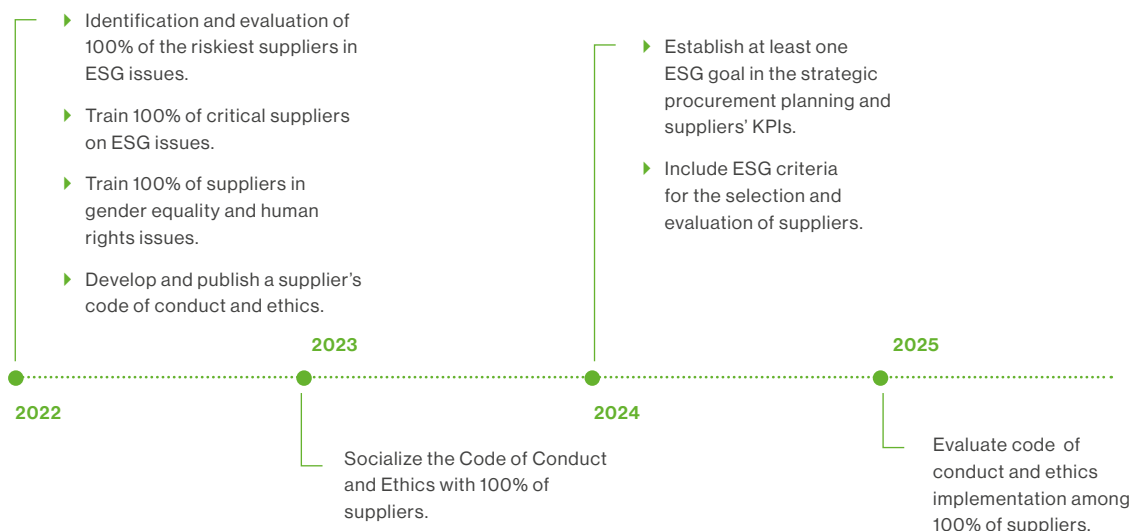 Identification and evaluation of
100% of the riskiest suppliers in
ESG issues.
Train 100% of critical suppliers
on ESG issues.
Train 100% of suppliers in
gender equality and human
rights issues.
Develop and publish a supplier's
code of conduct and ethics.
2022
2023
Socialize the Code of Conduct
and Ethics with 100% of
suppliers.
Establish at least one
ESG goal in the strategic
procurement planning and
suppliers' KPIs.
Include ESG criteria
for the selection and
evaluation of suppliers.
2024
2025
Evaluate code of
conduct and ethics
implementation among
100% of suppliers.